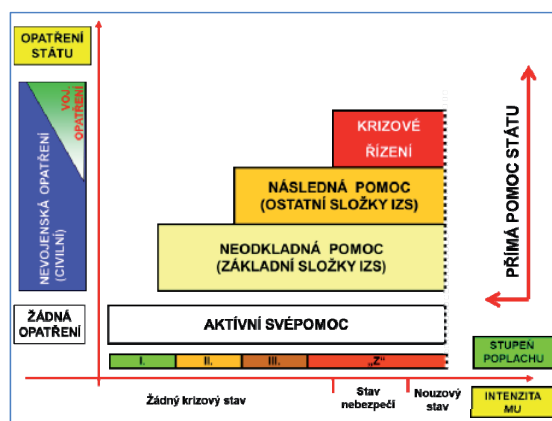 OPATŘENÍ
STÁTU
VOJ.
OPATŘENÍ
NEVOJENSKÁ OPATŘENÍ
(CIVILNÍ)
KRIZOVÉ
ŘÍZENÍ
NÁSLEDNÁ POMOC
(OSTATNÍ SLOŽKY IZS)
NEODKLADNÁ POMOC
(ZÁKLADNÍ SLOŽKY IZS)
PŘÍMÁ POMOC STÁTU
ŽÁDNÁ
OPATŘENÍ
AKTÍVNÍ SVÉPOMOC
STUPEŇ
POPLACHU
I. II. III. „Z"
Žádný krizový stav
Stav
nebezpečí
Nouzový
stav
INTENZITA
MU